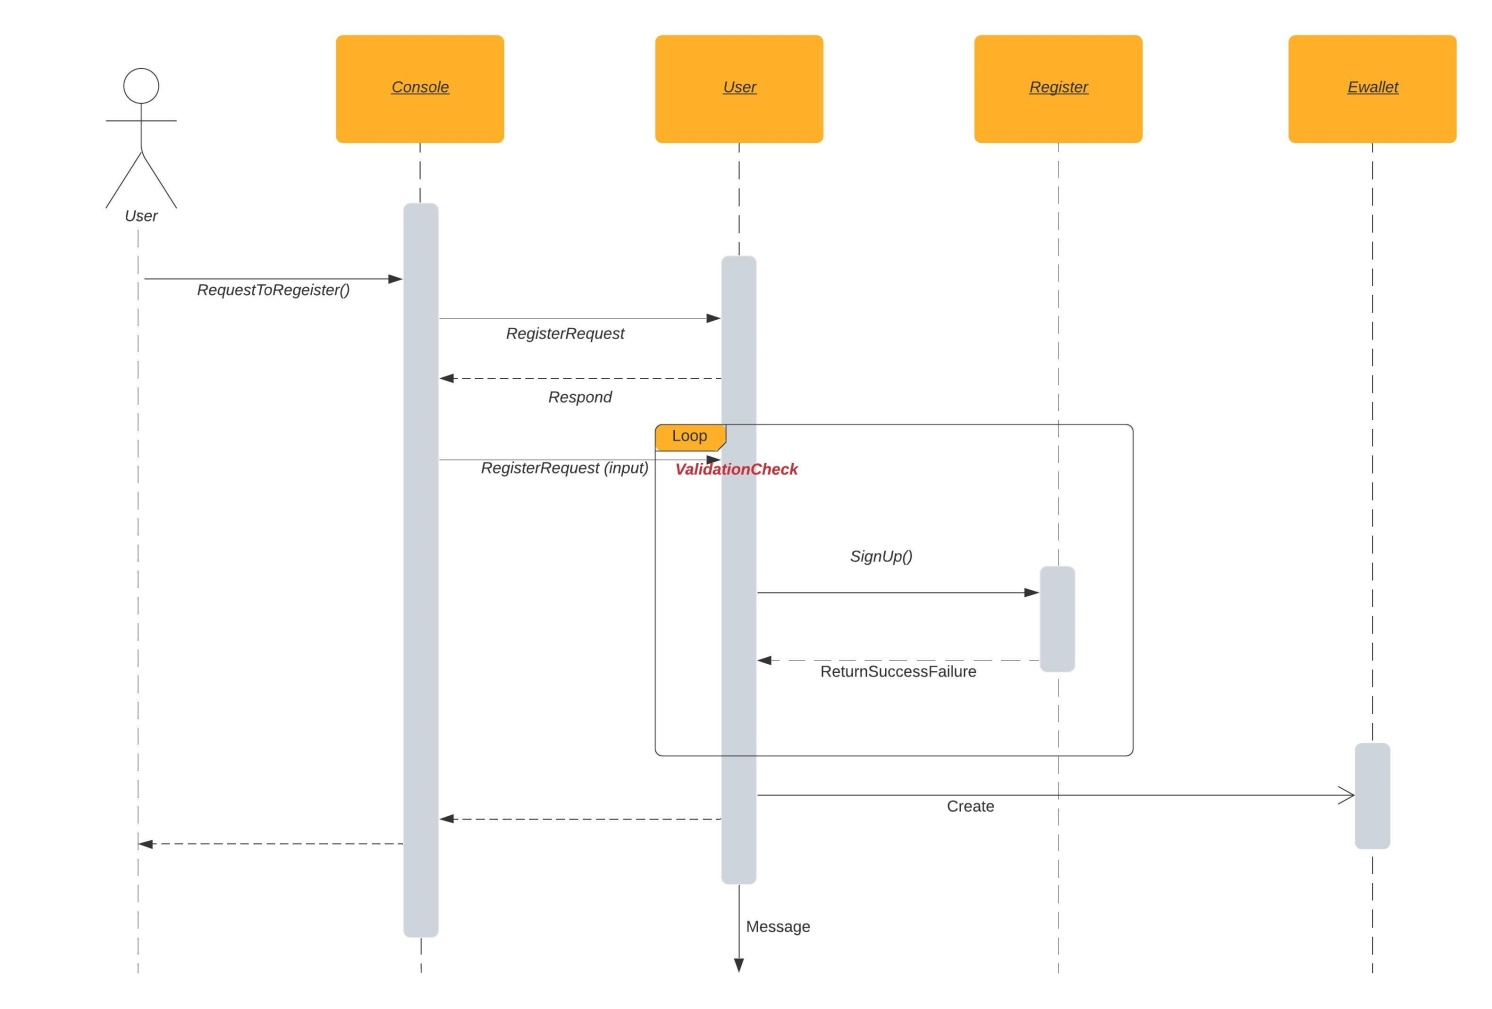 Console
User
Register
Ewallet
User
RequestToRegeister()
RegisterRequest
Respond
Loop
RegisterRequest (input)
ValidationCheck
SignUp()
ReturnSuccessFailure
Create
Message